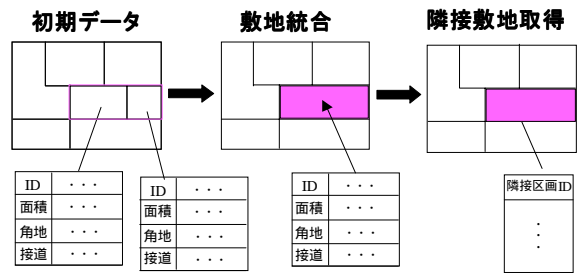 初期データ
敷地統合
隣接敷地取得
ID ・・・
面積 ・・・
角地 ・・・
接道 ・・・
ID ・・・
面積 ・・・
角地 ・・・
接道 ・・・
ID ・・・
面積 ・・・
角地 ・・・
接道 ・・・
隣接区画ID
・
・
・